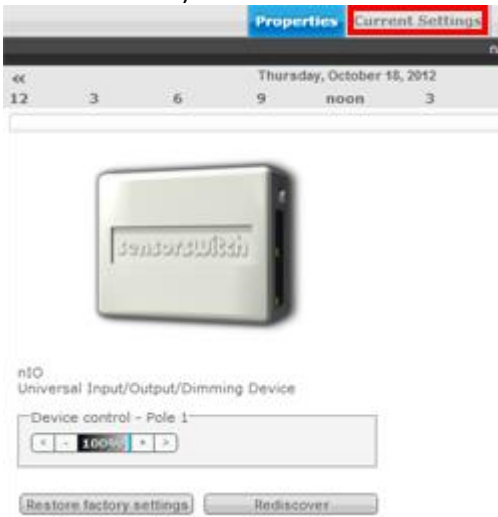 Properties Current Settings
n
« Thursday, October 18, 2012
12 3 6 9 noon 3
sensorswitch
nIO
Universal Input/Output/Dimming Device
Device control - Pole 1
< - 100% + >
Restore factory settings Rediscover